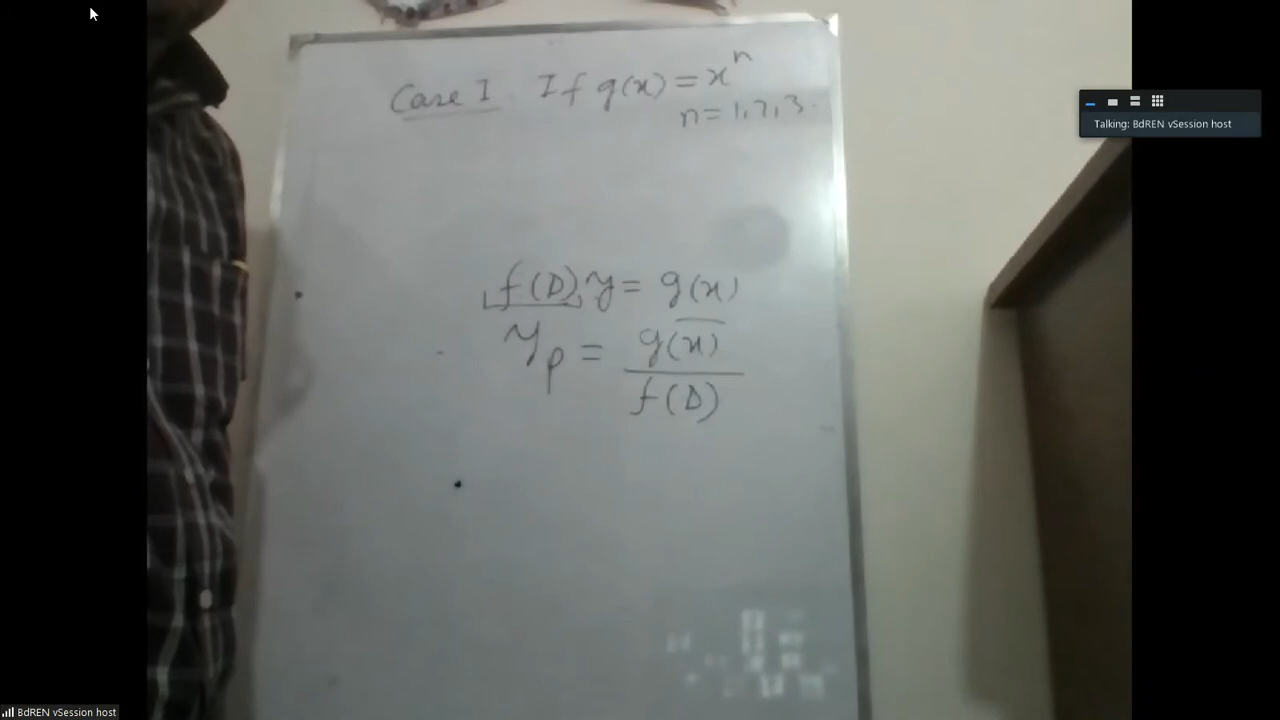 Case I If g(x) = x^n
n = 1, 2, 3.
Talking: BdREN vSession host
f(D)y = g(x)
y_p = g(x)
f(D)
BdREN vSession host